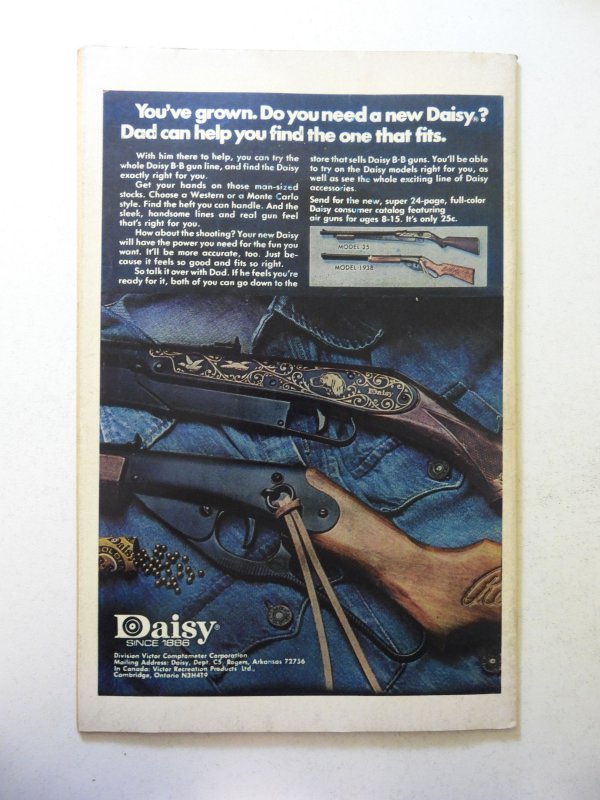 You've grown. Do you need a new Daisy®?
Dad can help you find the one that fits.
With him there to help, you can try the
whole Daisy B·B gun line, and find the Daisy
exactly right for you.
Get your hands on those man-sized
stocks. Choose a Western or a Monte Carlo
style. Find the heft you can handle. And the
sleek, handsome lines and real gun feel
that's right for you.
How about the shooting? Your new Daisy
will have the power you need for the fun you
want. It'll be more accurate, too. Just be-
cause it feels so good and fits so right.
So talk it over with Dad. If he feels you're
ready for it, both of you can go down to the
store that sells Daisy B·B guns. You'll be able
to try on the Daisy models right for you, as
well as see the whole exciting line of Daisy
accessories.
Send for the new, super 24-page, full-color
Daisy consumer catalog featuring
air guns for ages 8-15. It's only 25¢.
MODEL 25
MODEL 1938
Daisy
Daisy
Daisy®
SINCE 1886
Division Victor Comptometer Corporation
Mailing Address: Daisy, Dept. C5, Rogers, Arkansas 72756
In Canada: Victor Recreation Products Ltd.,
Cambridge, Ontario N3H4T9